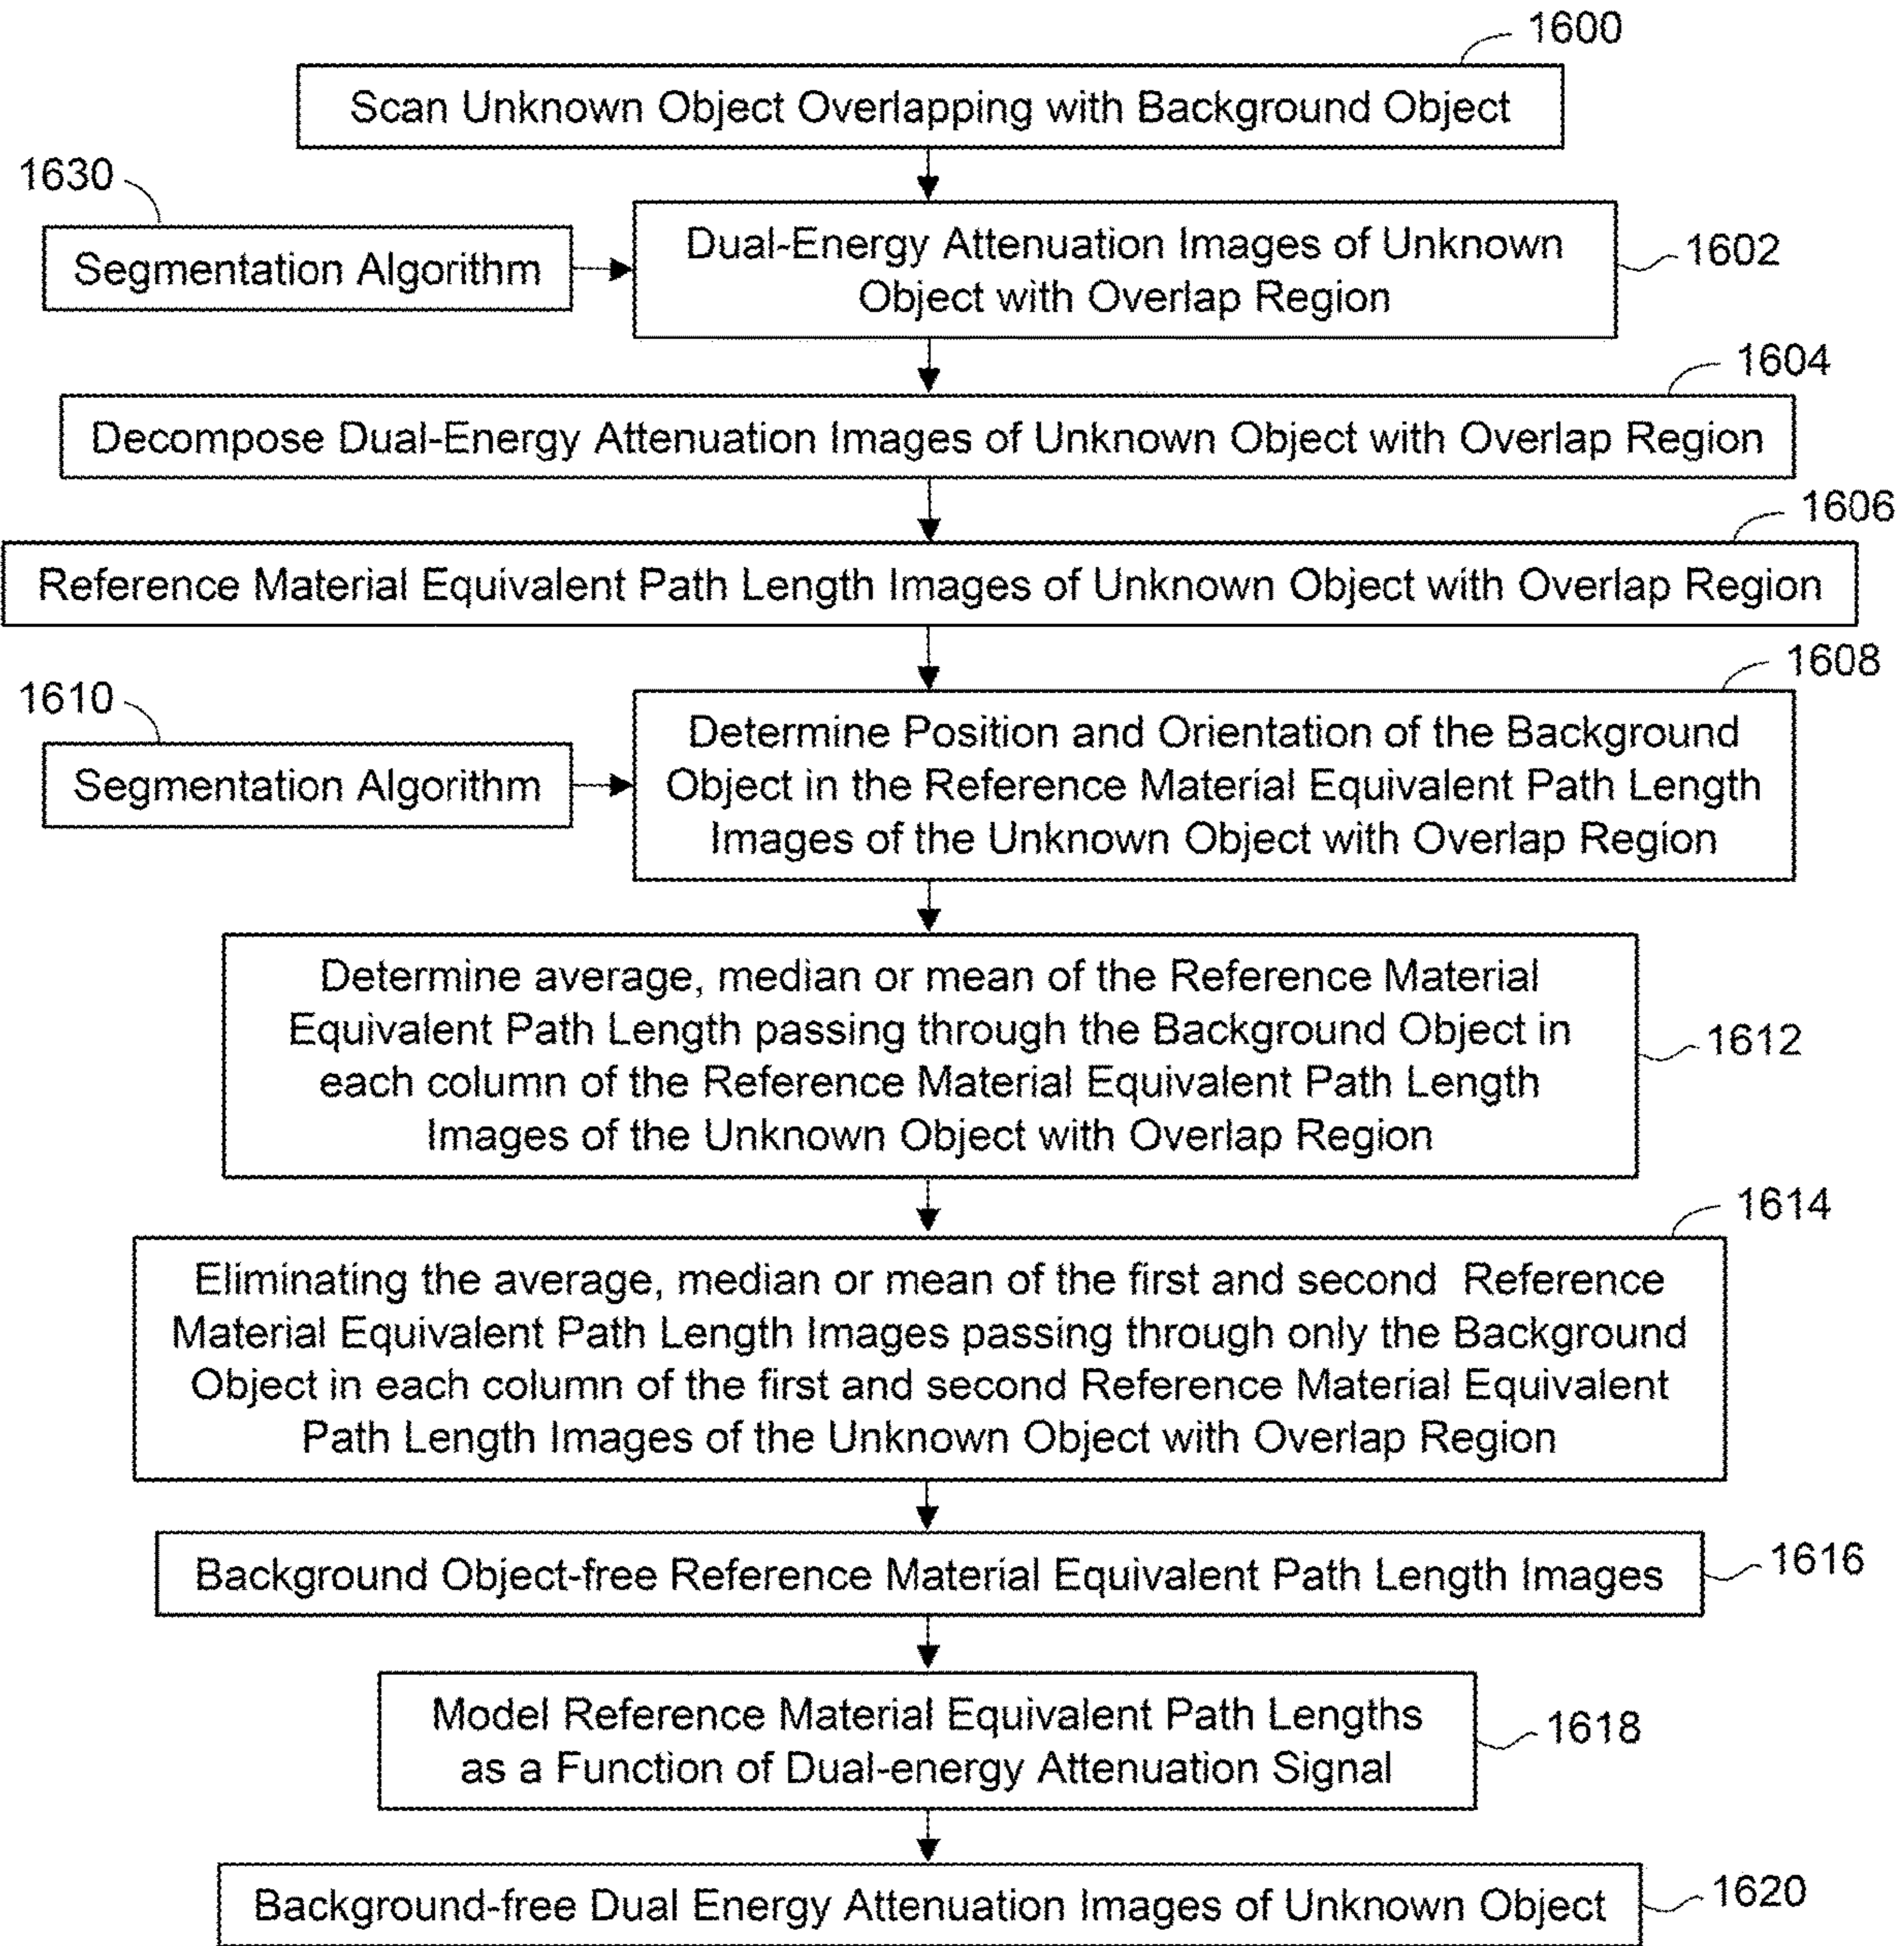 1600
Scan Unknown Object Overlapping with Background Object
1630
Segmentation Algorithm
Dual-Energy Attenuation Images of Unknown
Object with Overlap Region
1602
1604
Decompose Dual-Energy Attenuation Images of Unknown Object with Overlap Region
1606
Reference Material Equivalent Path Length Images of Unknown Object with Overlap Region
1608
1610
Segmentation Algorithm
Determine Position and Orientation of the Background
Object in the Reference Material Equivalent Path Length
Images of the Unknown Object with Overlap Region
Determine average, median or mean of the Reference Material
Equivalent Path Length passing through the Background Object in
each column of the Reference Material Equivalent Path Length
Images of the Unknown Object with Overlap Region
1612
1614
Eliminating the average, median or mean of the first and second Reference
Material Equivalent Path Length Images passing through only the Background
Object in each column of the first and second Reference Material Equivalent
Path Length Images of the Unknown Object with Overlap Region
Background Object-free Reference Material Equivalent Path Length Images
1616
Model Reference Material Equivalent Path Lengths
as a Function of Dual-energy Attenuation Signal
1618
Background-free Dual Energy Attenuation Images of Unknown Object
1620